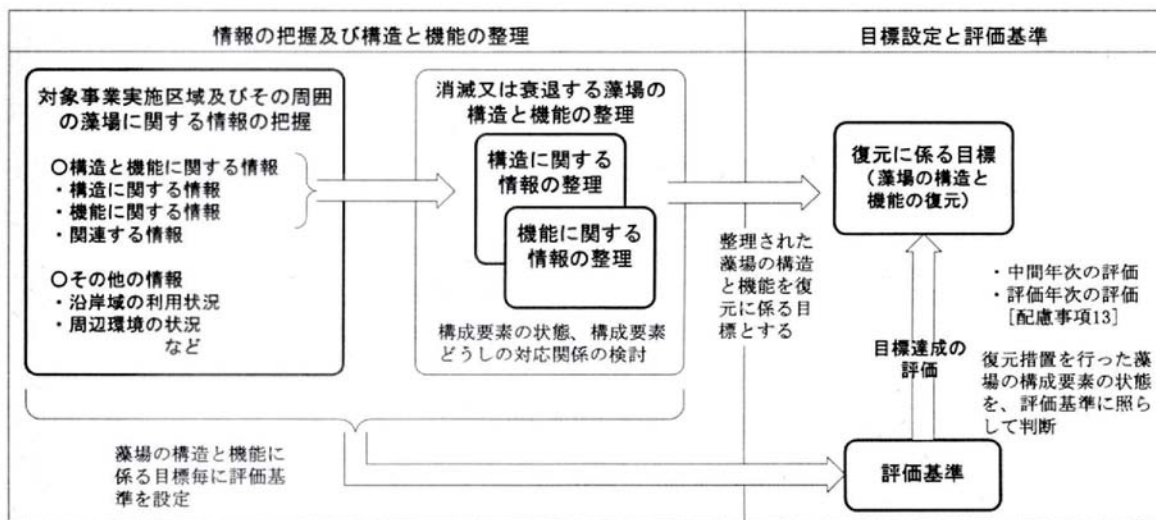 情報の把握及び構造と機能の整理
目標設定と評価基準
対象事業実施区域及びその周囲
の藻場に関する情報の把握
〇構造と機能に関する情報
・構造に関する情報
・機能に関する情報
・関連する情報
〇その他の情報
・沿岸域の利用状況
・周辺環境の状況
など
消滅又は衰退する藻場の
構造と機能の整理
構造に関する
情報の整理
機能に関する
情報の整理
構成要素の状態、構成要素
どうしの対応関係の検討
整理された
藻場の構造
と機能を復
元に係る目
標とする
復元に係る目標
（藻場の構造と
機能の復元）
・中間年次の評価
・評価年次の評価
［配慮事項13］
目標達成の
評価
復元措置を行った藻
場の構成要素の状態
を、評価基準に照ら
して判断
藻場の構造と機能に
係る目標毎に評価基
準を設定
評価基準